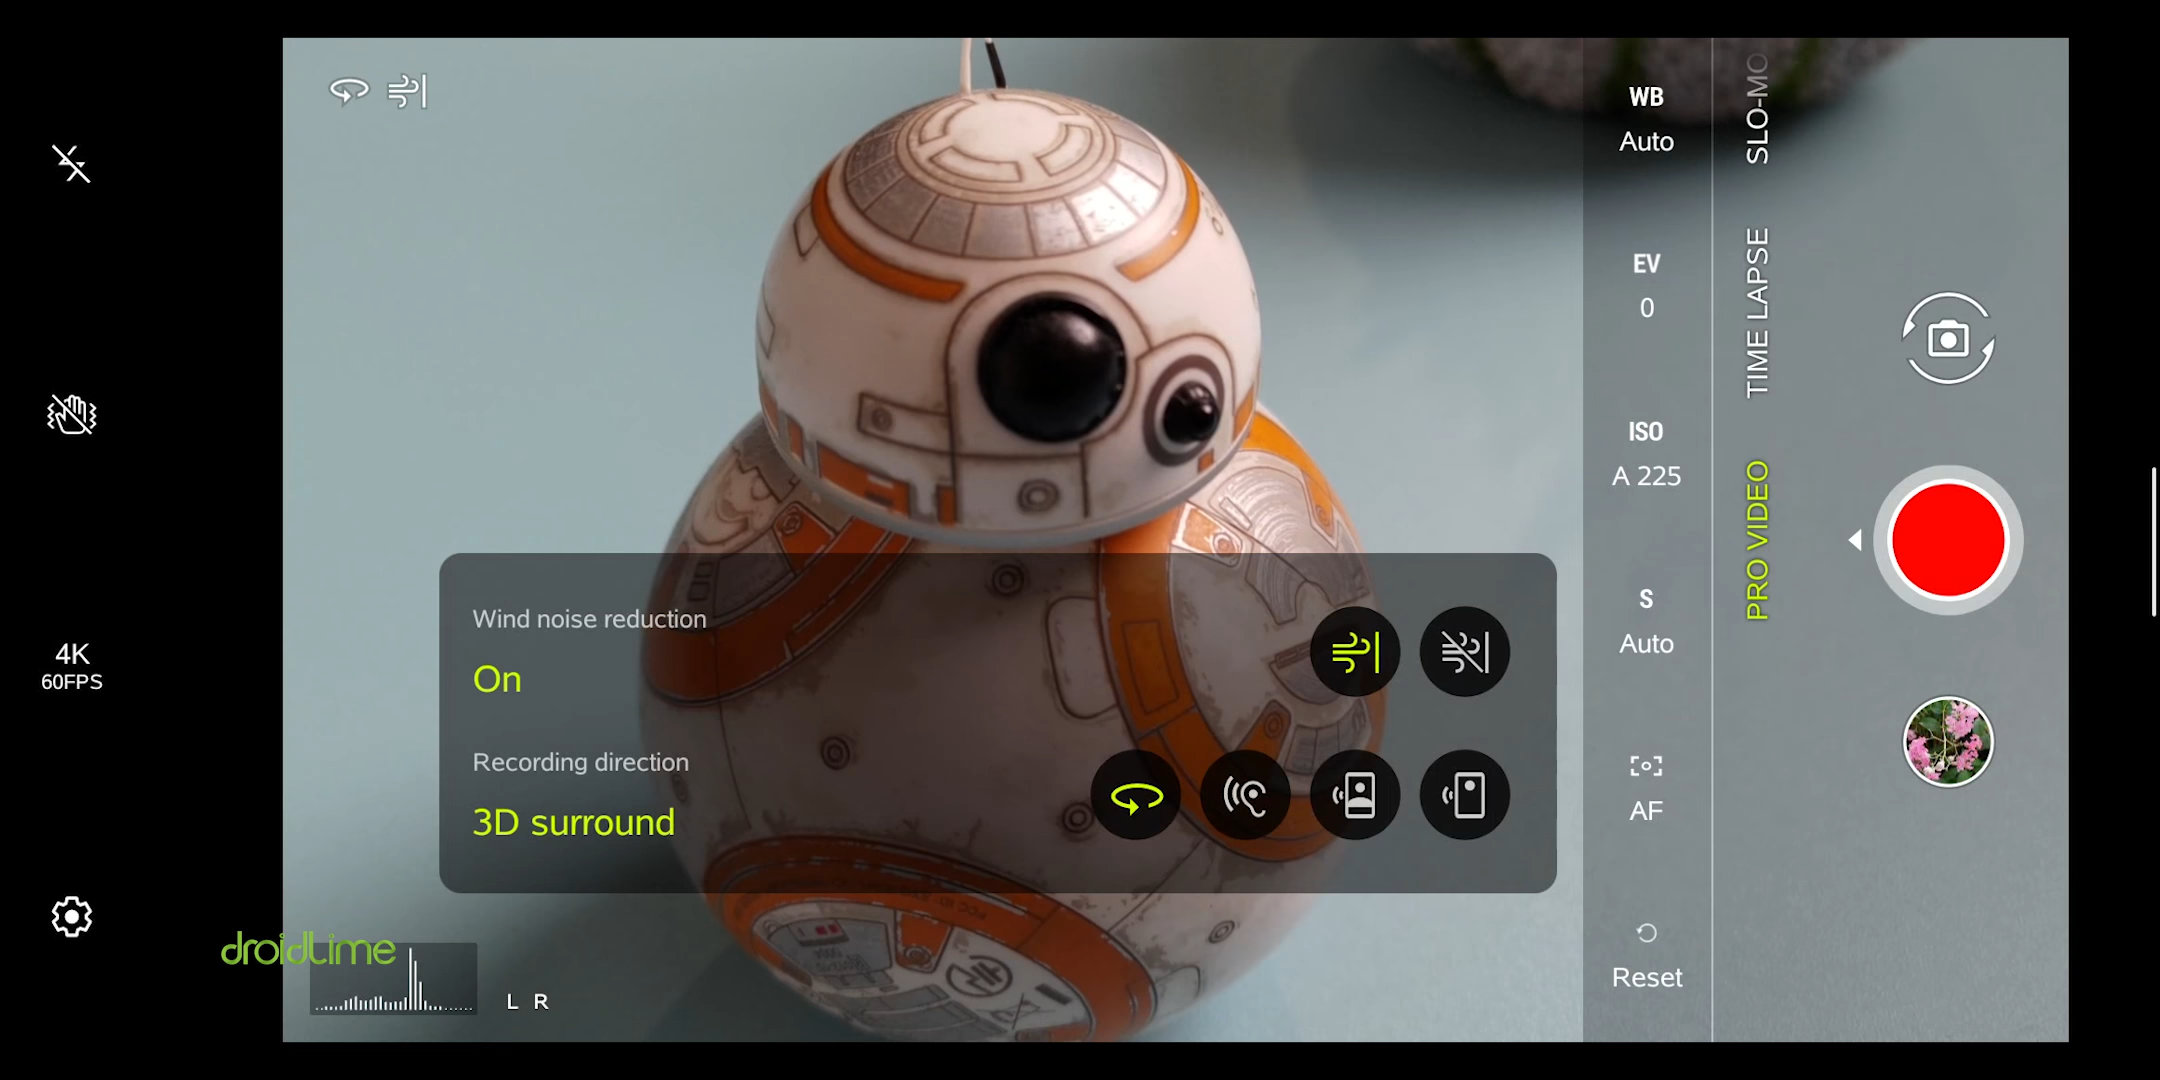 4K
60FPS
droidLime
L R
Wind noise reduction
On
Recording direction
3D surround
WB
Auto
EV
0
ISO
A 225
S
Auto
AF
Reset
SLO-MO
TIME LAPSE
PRO VIDEO